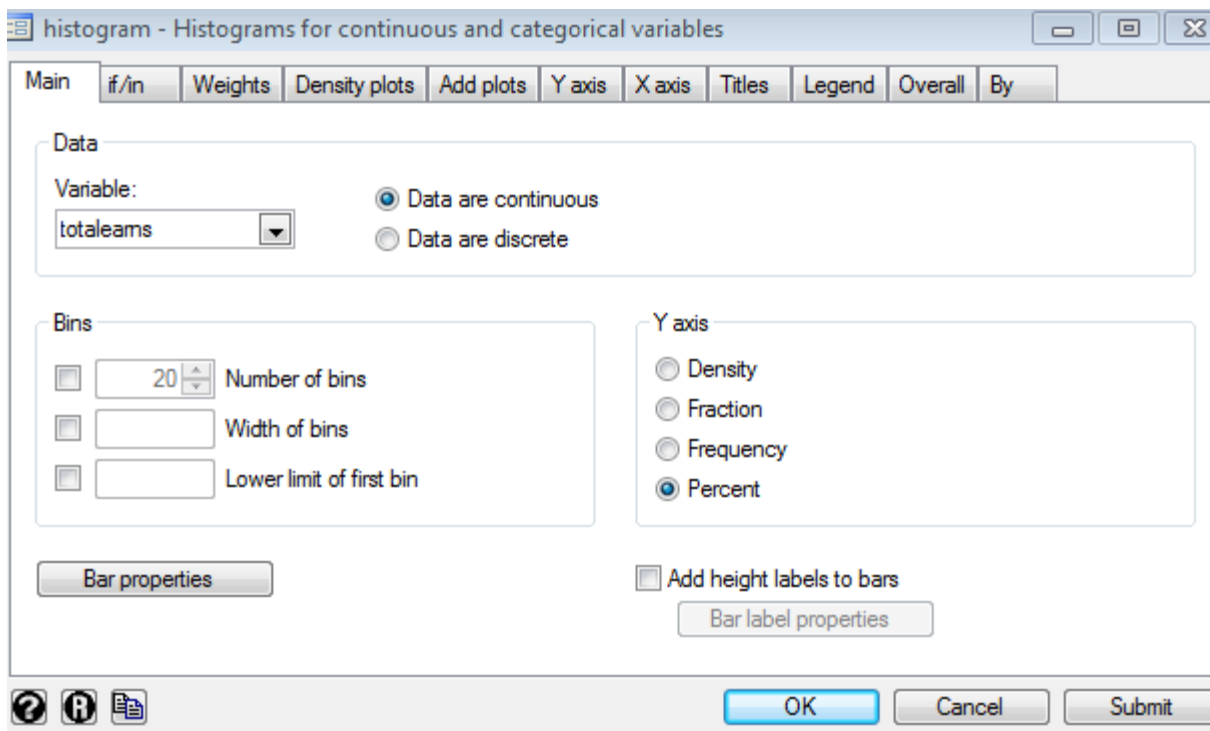 histogram - Histograms for continuous and categorical variables
Main if/in Weights Density plots Add plots Y axis X axis Titles Legend Overall By
Data
Variable:
totalearns
Data are continuous
Data are discrete
Bins
20 Number of bins
Width of bins
Lower limit of first bin
Y axis
Density
Fraction
Frequency
Percent
Bar properties
Add height labels to bars
Bar label properties
? R
OK Cancel Submit